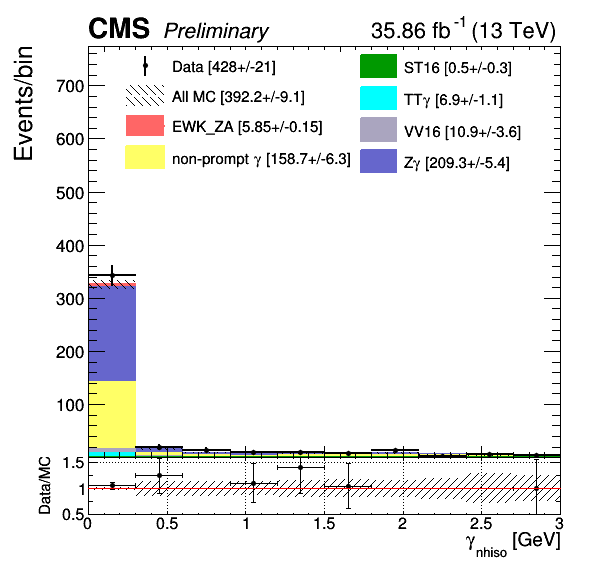 CMS Preliminary 35.86 fb⁻¹ (13 TeV)
Events/bin
700
600
500
400
300
200
100
Data [428+/-21]
All MC [392.2+/-9.1]
EWK_ZA [5.85+/-0.15]
non-prompt γ [158.7+/-6.3]
ST16 [0.5+/-0.3]
TTγ [6.9+/-1.1]
VV16 [10.9+/-3.6]
Zγ [209.3+/-5.4]
Data/MC
1.5
1
0.5
0 0.5 1 1.5 2 2.5 3
γnhiso [GeV]